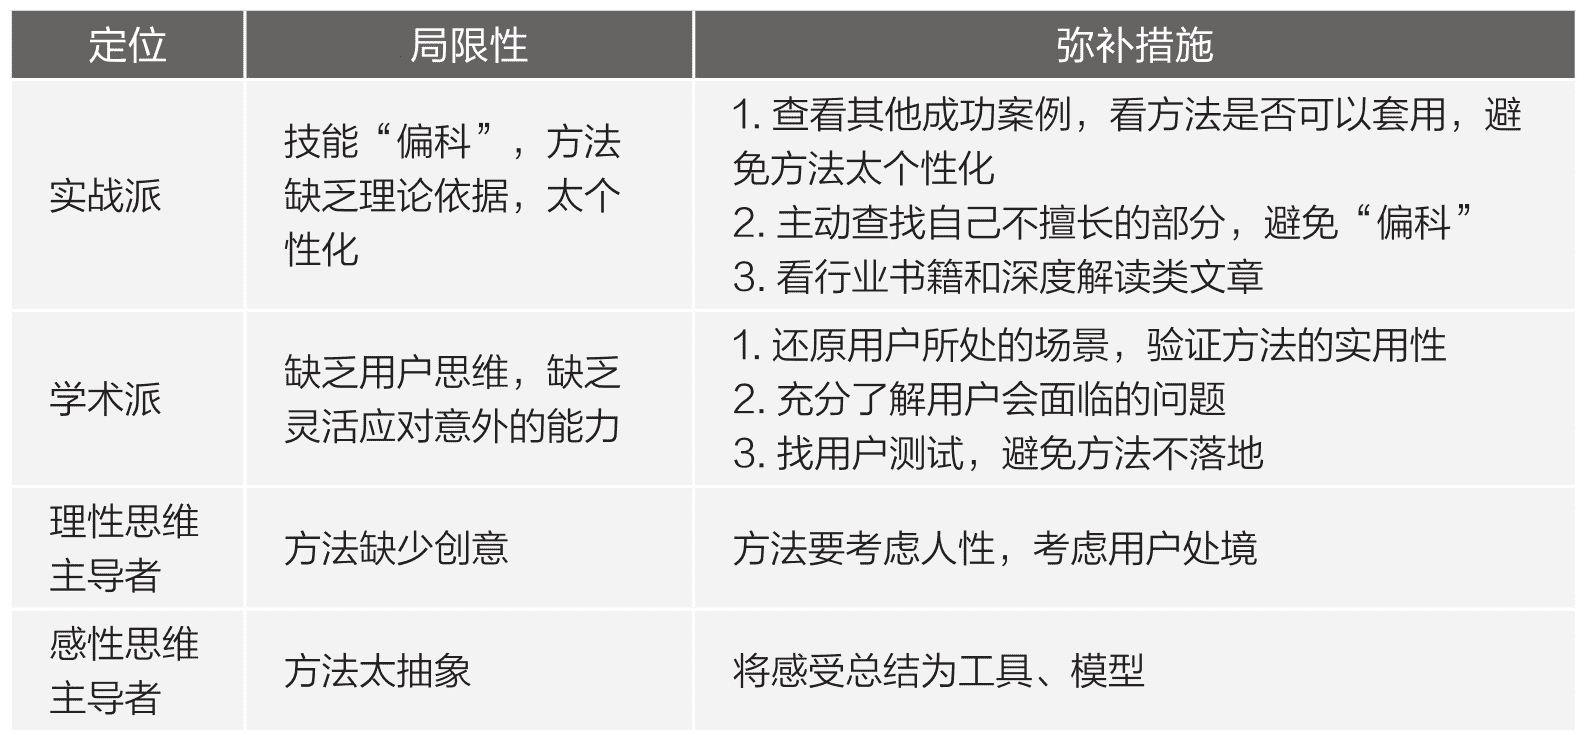 定位
局限性
弥补措施
实战派
技能“偏科”，方法
缺乏理论依据，太个
性化
1. 查看其他成功案例，看方法是否可以套用，避
免方法太个性化
2. 主动查找自己不擅长的部分，避免“偏科”
3. 看行业书籍和深度解读类文章
学术派
缺乏用户思维，缺乏
灵活应对意外的能力
1. 还原用户所处的场景，验证方法的实用性
2. 充分了解用户会面临的问题
3. 找用户测试，避免方法不落地
理性思维
主导者
方法缺少创意
方法要考虑人性，考虑用户处境
感性思维
主导者
方法太抽象
将感受总结为工具、模型